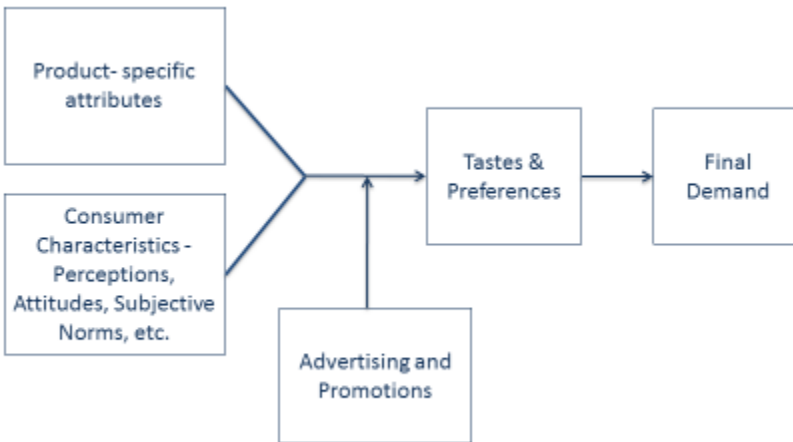 Product- specific
attributes
Consumer
Characteristics -
Perceptions,
Attitudes, Subjective
Norms, etc.
Advertising and
Promotions
Tastes &
Preferences
Final
Demand